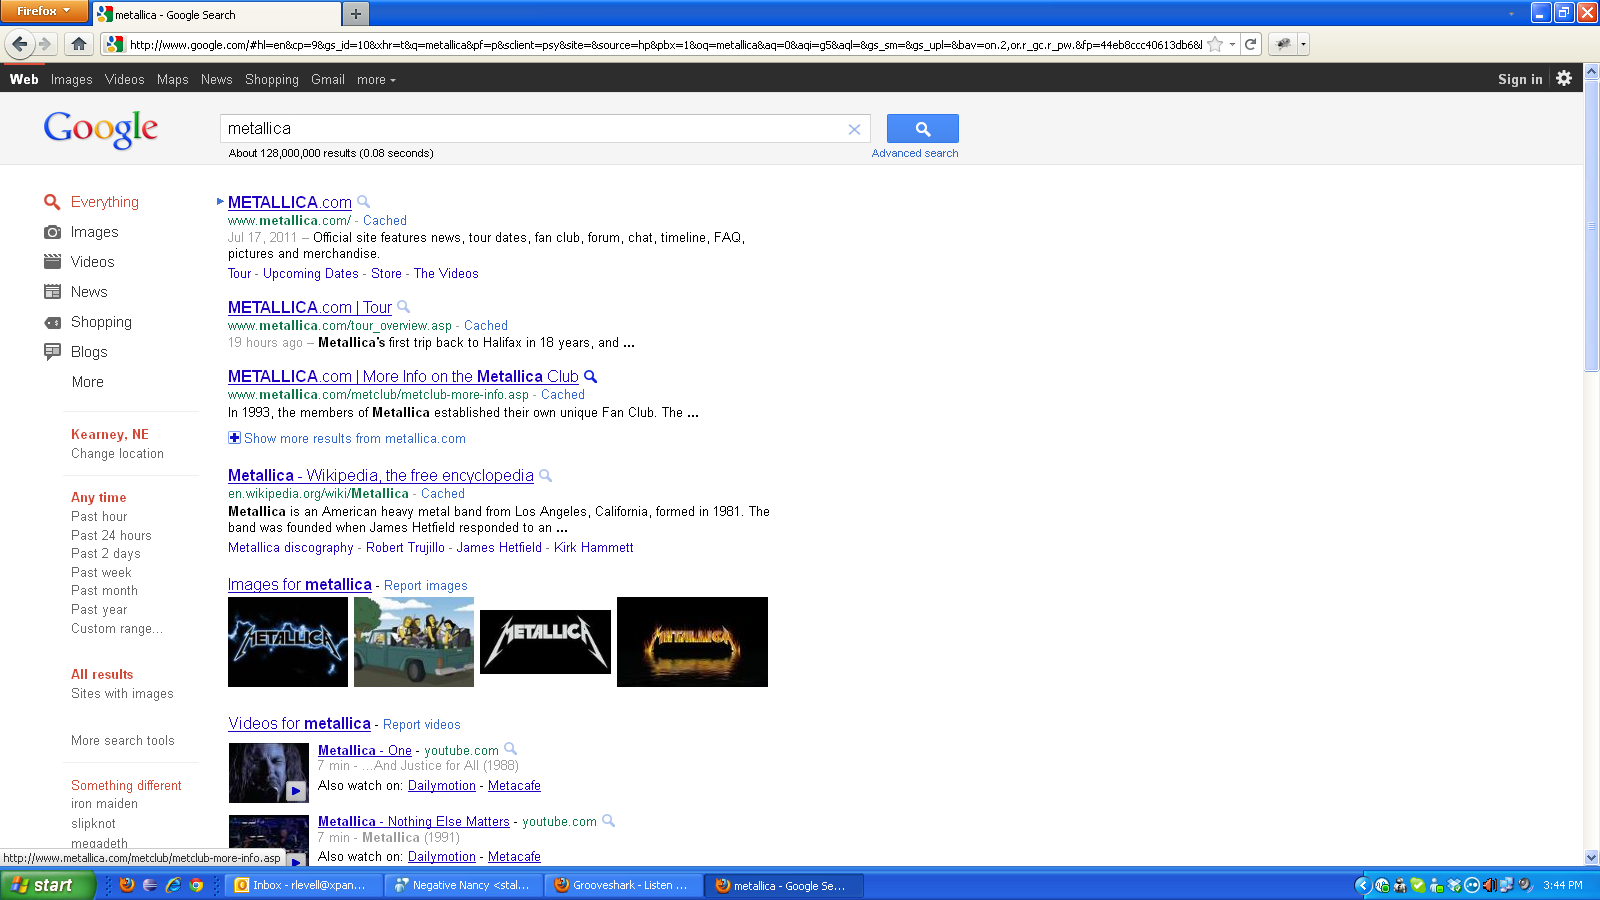 Firefox
metallica - Google Search
http://www.google.com/#hl=en&cp=9&gs_id=10&xhr=t&q=metallica&pf=p&sclient=psy&site=&source=hp&pbx=1&oq=metallica&aq=0&aqi=g5&aql=&gs_sm=&gs_upl=&bav=on.2,or.r_gc.r_pw.&fp=44eb8ccc40613db6&l
Web Images Videos Maps News Shopping Gmail more
Sign in
Google
metallica
About 128,000,000 results (0.08 seconds)
Advanced search
Everything
Images
Videos
News
Shopping
Blogs
More
Kearney, NE
Change location
Any time
Past hour
Past 24 hours
Past 2 days
Past week
Past month
Past year
Custom range...
All results
Sites with images
More search tools
Something different
iron maiden
slipknot
megadeth
METALLICA.com
www.metallica.com/ - Cached
Jul 17, 2011 – Official site features news, tour dates, fan club, forum, chat, timeline, FAQ,
pictures and merchandise.
Tour - Upcoming Dates - Store - The Videos
METALLICA.com | Tour
www.metallica.com/tour_overview.asp - Cached
19 hours ago – Metallica's first trip back to Halifax in 18 years, and ...
METALLICA.com | More Info on the Metallica Club
www.metallica.com/metclub/metclub-more-info.asp - Cached
In 1993, the members of Metallica established their own unique Fan Club. The ...
Show more results from metallica.com
Metallica - Wikipedia, the free encyclopedia
en.wikipedia.org/wiki/Metallica - Cached
Metallica is an American heavy metal band from Los Angeles, California, formed in 1981. The
band was founded when James Hetfield responded to an ...
Metallica discography - Robert Trujillo - James Hetfield - Kirk Hammett
Images for metallica - Report images
METALLICA
METALLICA
METALLICA
Videos for metallica - Report videos
Metallica - One - youtube.com
7 min - ...And Justice for All (1988)
Also watch on: Dailymotion - Metacafe
Metallica - Nothing Else Matters - youtube.com
7 min - Metallica (1991)
Also watch on: Dailymotion - Metacafe
http://www.metallica.com/metclub/metclub-more-info.asp
start
Inbox - rlevell@xpan...
Negative Nancy <stal...
Grooveshark - Listen ...
metallica - Google Se...
3:44 PM